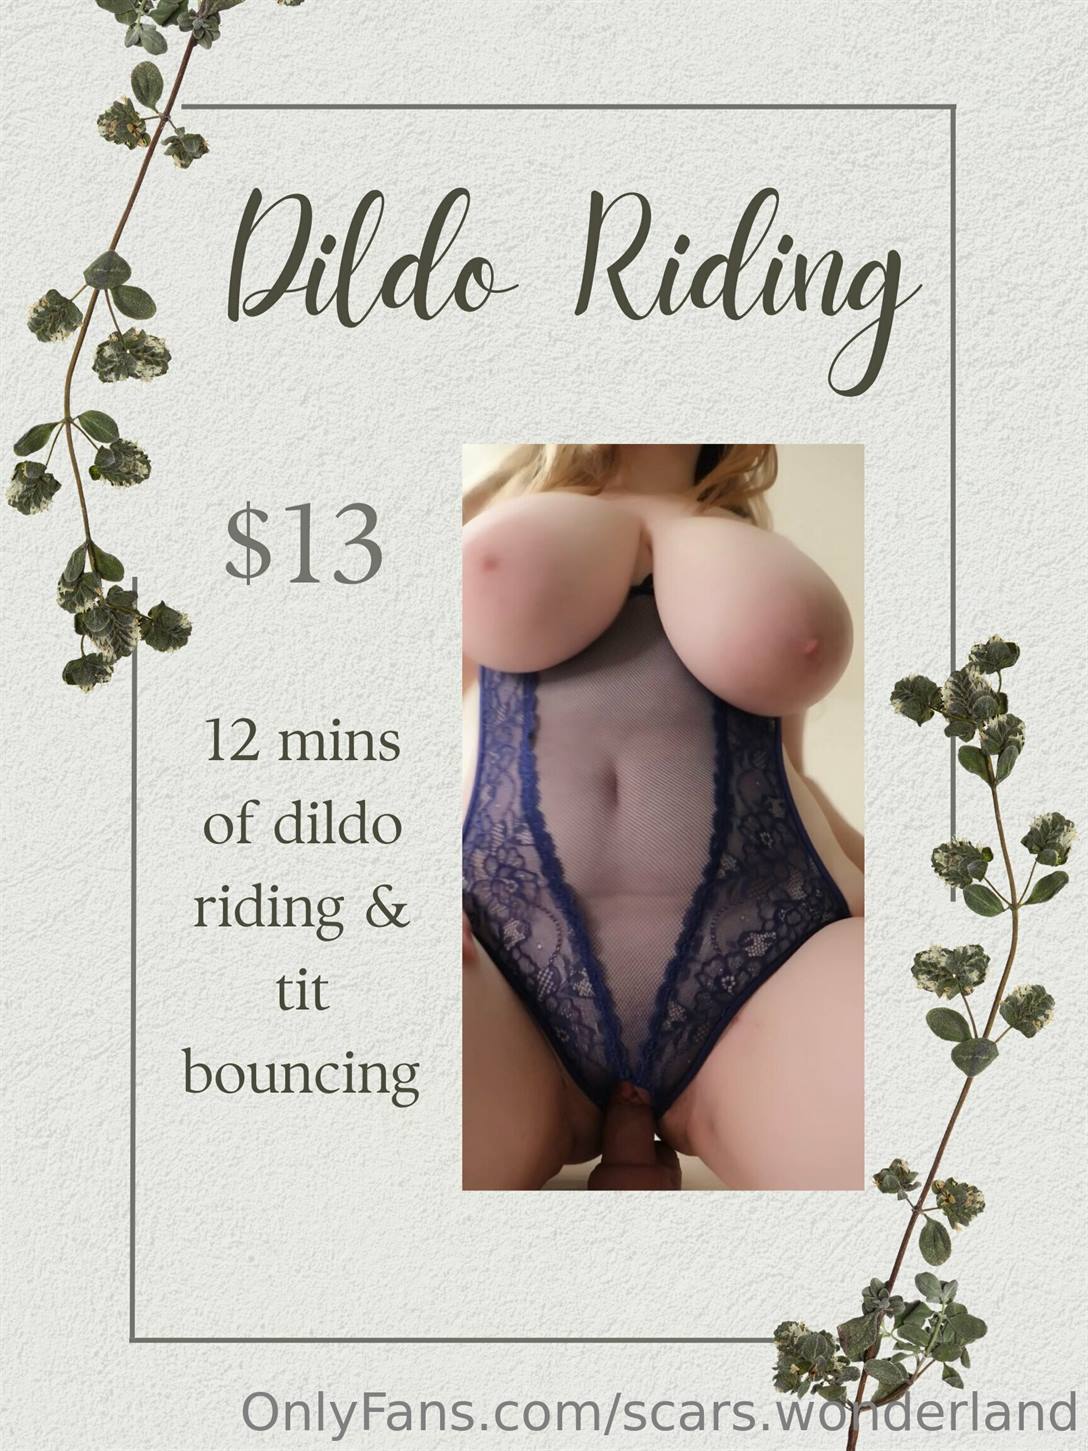 Dildo Riding
$13
12 mins
of dildo
riding &
tit
bouncing
OnlyFans.com/scars.wonderland